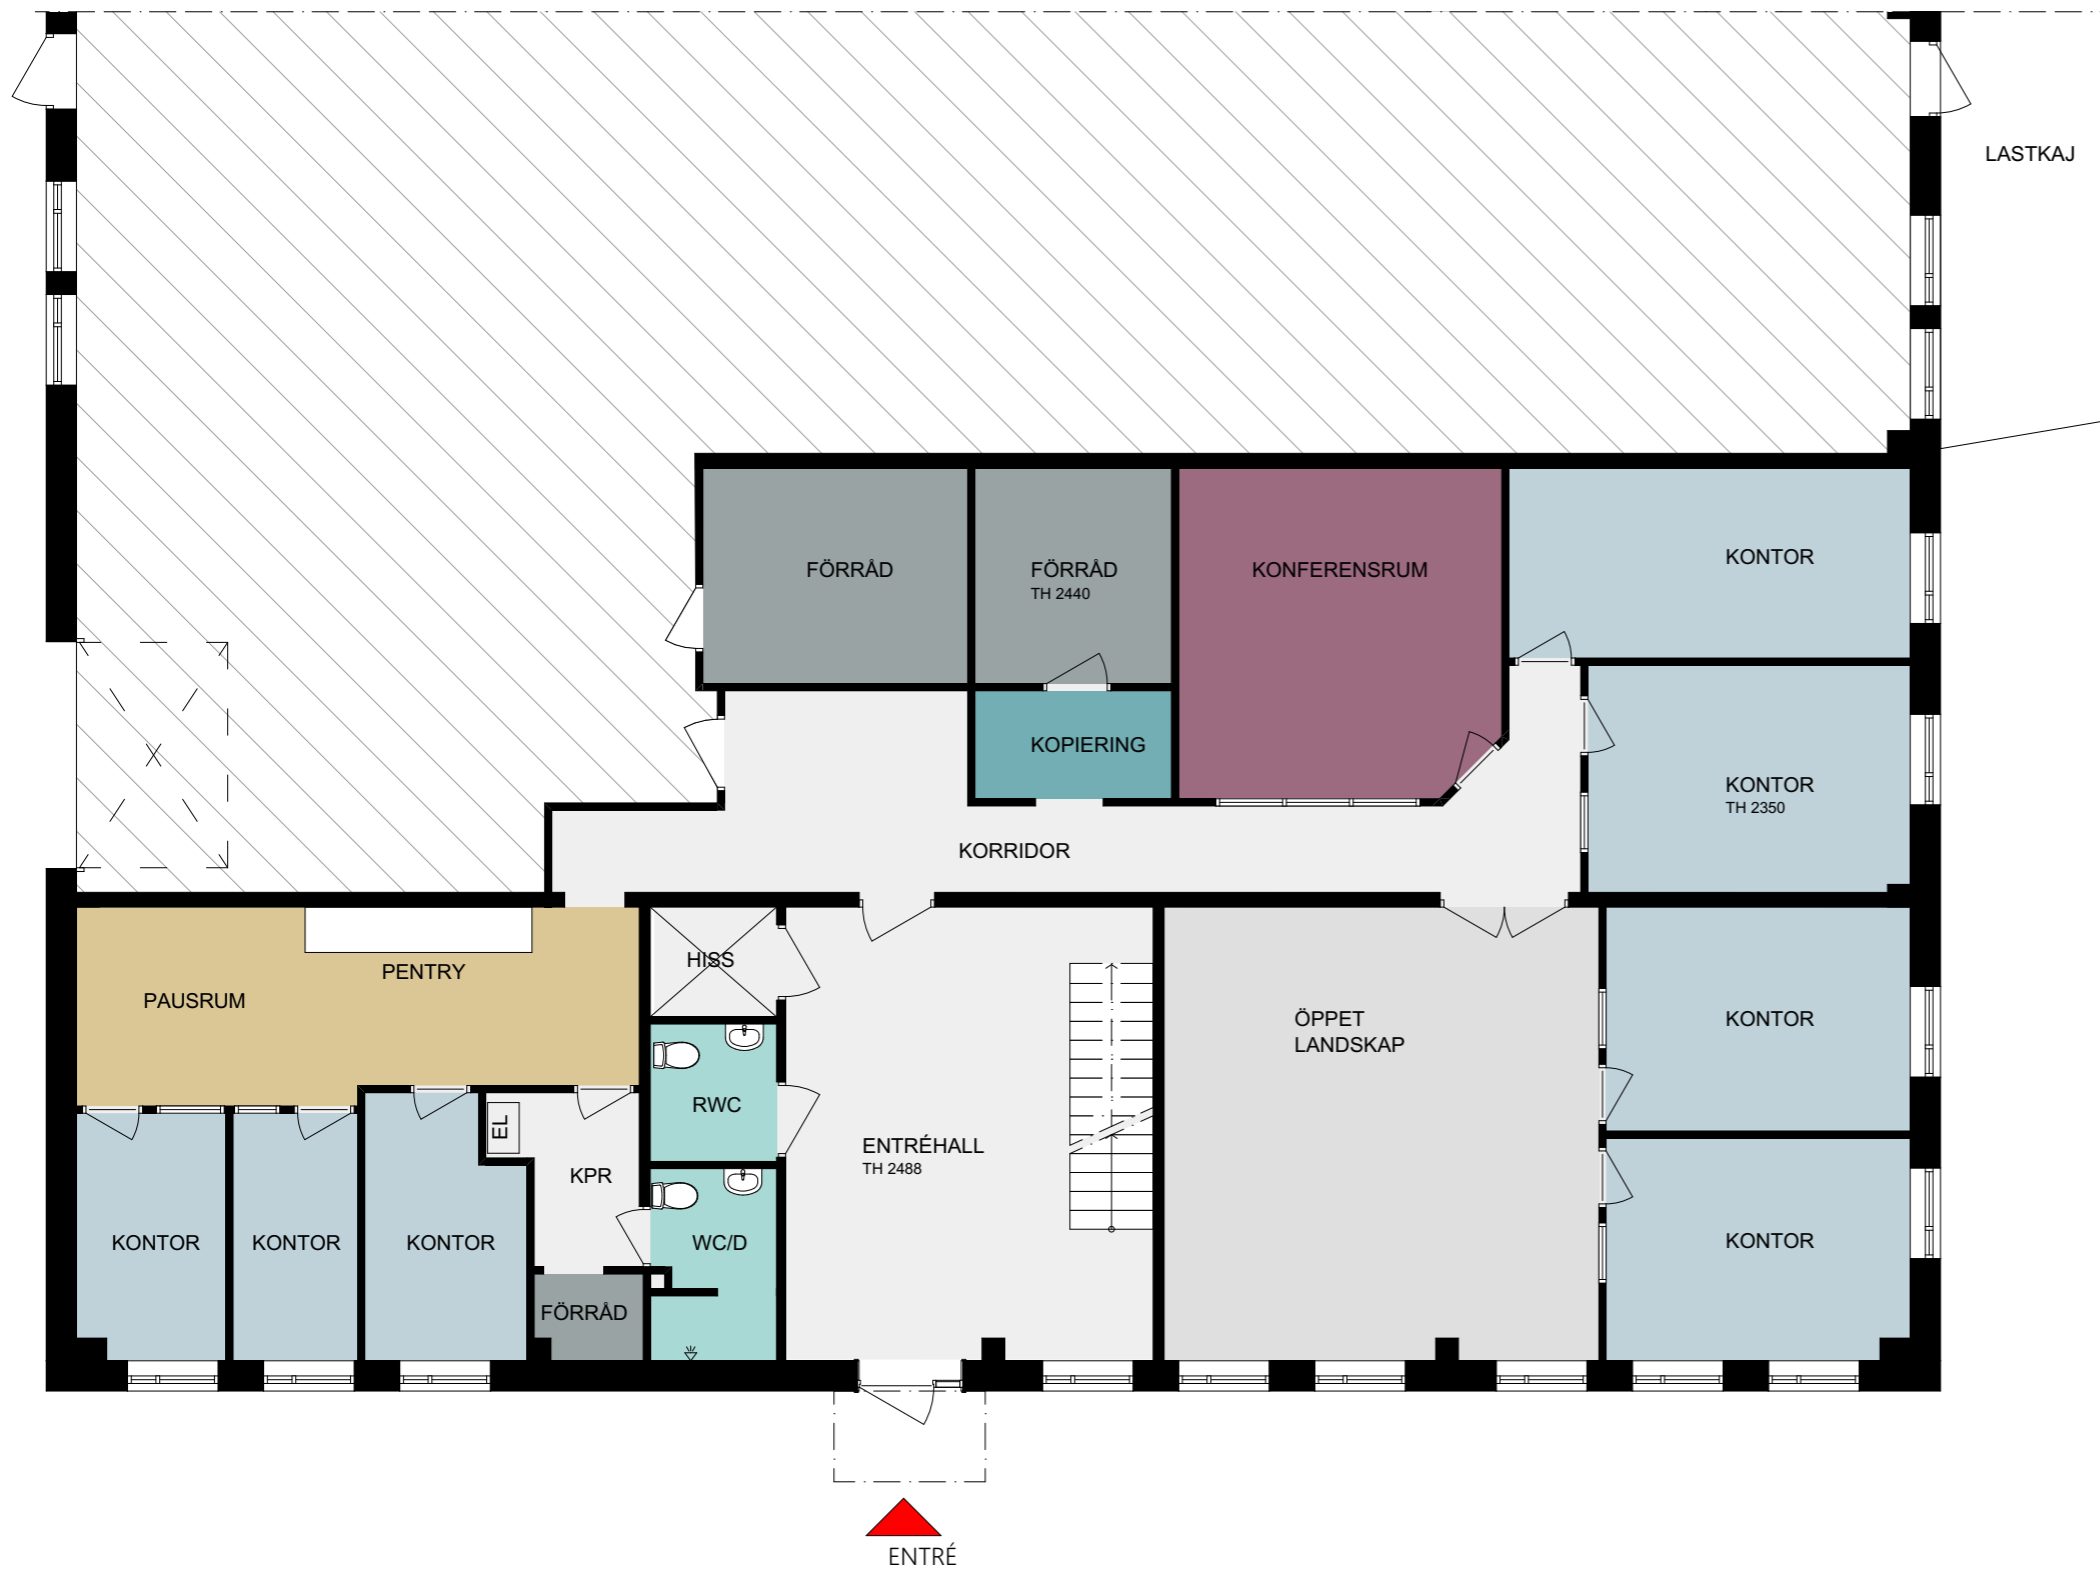 LASTKAJ
KONTOR
FÖRRÅD
FÖRRÅD
TH 2440
KONFERENSRUM
KOPIERING
KONTOR
TH 2350
KORRIDOR
HISS
PENTRY
PAUSRUM
ÖPPET
LANDSKAP
KONTOR
RWC
EL
ENTRÉHALL
TH 2488
KPR
KONTOR
KONTOR
KONTOR
WC/D
KONTOR
FÖRRÅD
ENTRÉ